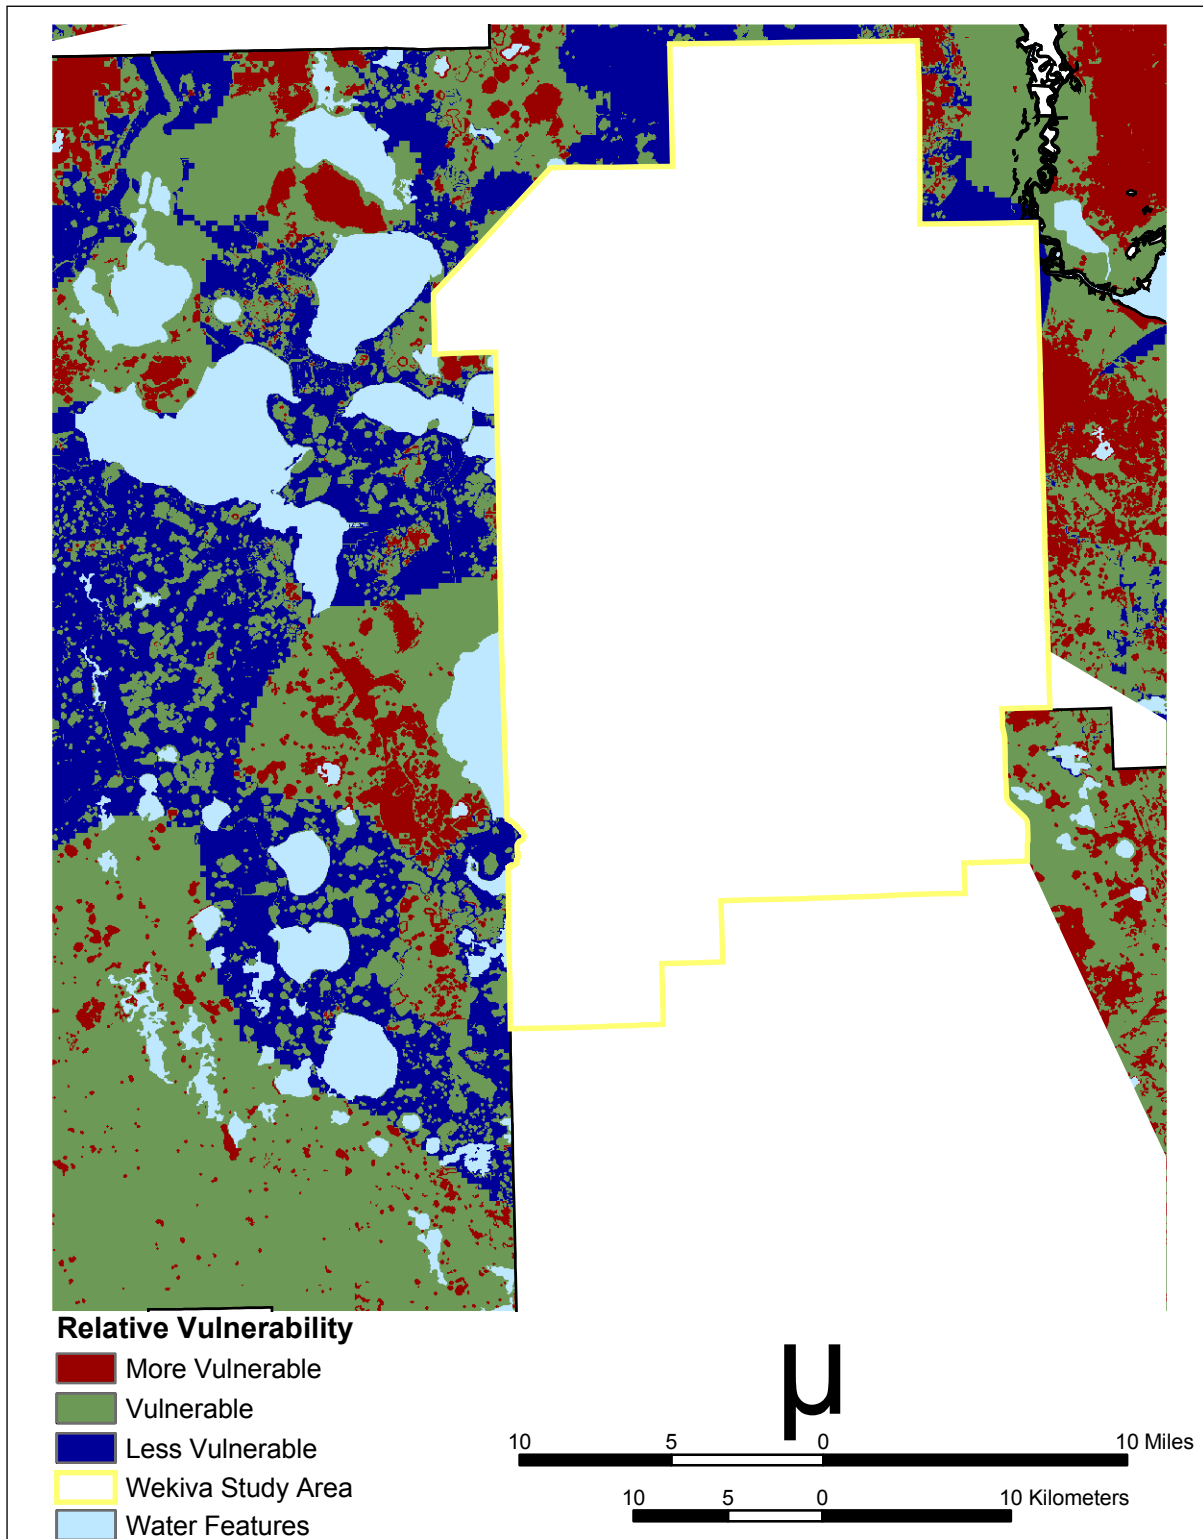 Relative Vulnerability
More Vulnerable
Vulnerable
Less Vulnerable
Wekiva Study Area
Water Features
µ
10 5 0 10 Miles
10 5 0 10 Kilometers